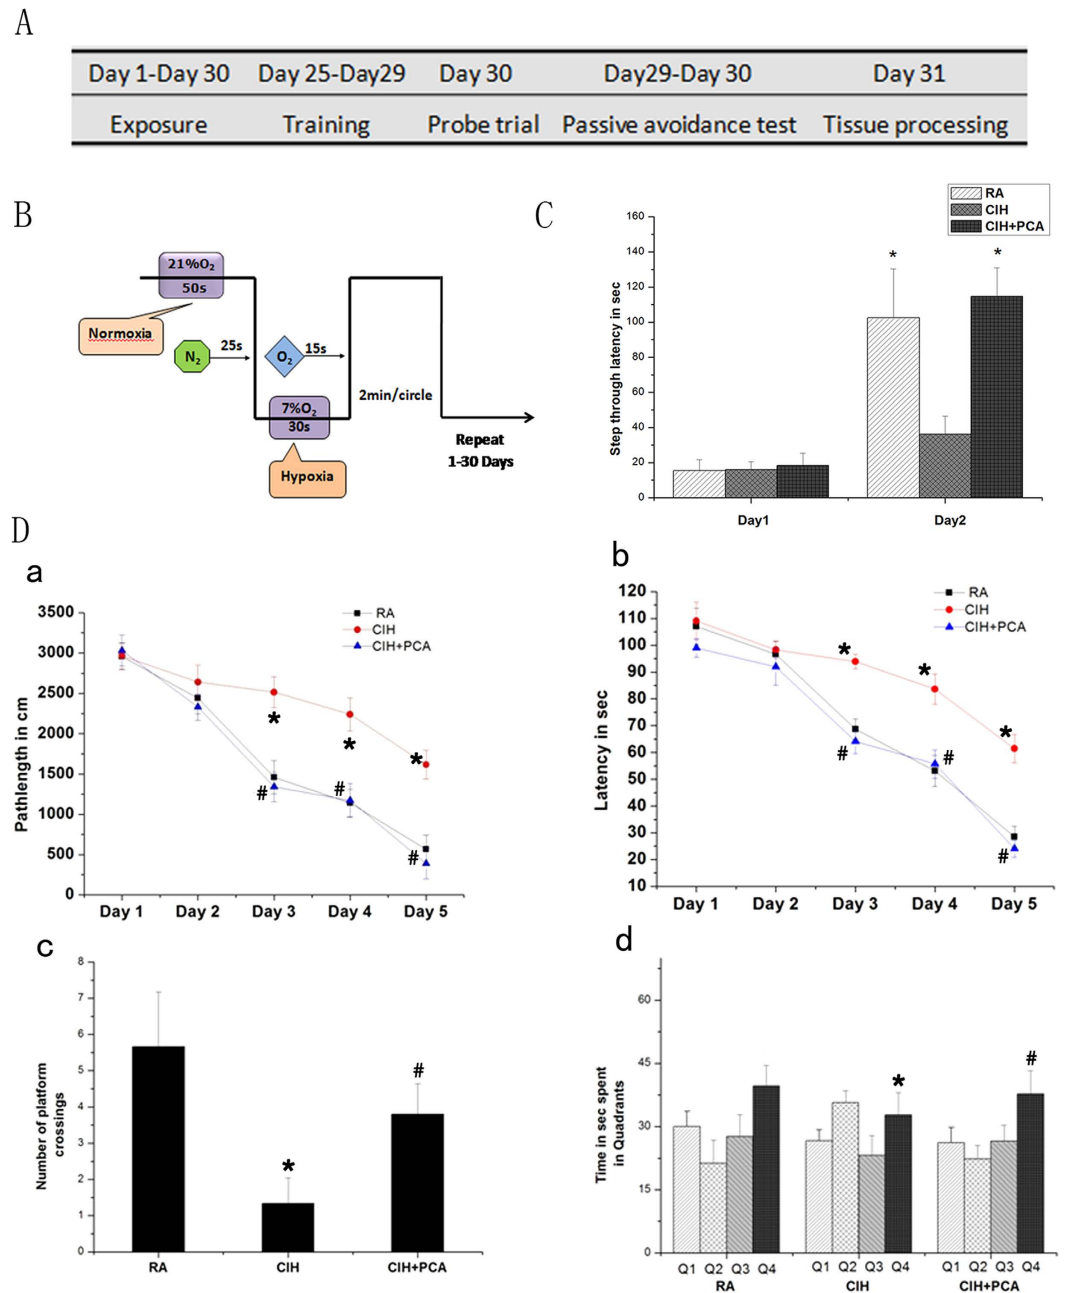 A
Day 1-Day 30 Day 25-Day29 Day 30 Day29-Day 30 Day 31
Exposure Training Probe trial Passive avoidance test Tissue processing
B
21%O₂
50s
Normoxia
N₂
25s
O₂
15s
7%O₂
30s
Hypoxia
2min/circle
Repeat
1-30 Days
C
RA
CIH
CIH+PCA
Step through latency in sec
160
140
120
100
80
60
40
20
0
*
*
Day1 Day2
D
a
RA
CIH
CIH+PCA
Pathlength in cm
3500
3000
2500
2000
1500
1000
500
0
*
*
*
#
#
#
Day 1 Day 2 Day 3 Day 4 Day 5
b
RA
CIH
CIH+PCA
Latency in sec
120
110
100
90
80
70
60
50
40
30
20
10
*
*
*
#
#
#
Day 1 Day 2 Day 3 Day 4 Day 5
c
Number of platform
crossings
8
7
6
5
4
3
2
1
0
*
#
RA CIH CIH+PCA
d
Time in sec spent
in Quadrants
60
45
30
15
0
*
#
Q1 Q2 Q3 Q4 Q1 Q2 Q3 Q4 Q1 Q2 Q3 Q4
RA CIH CIH+PCA